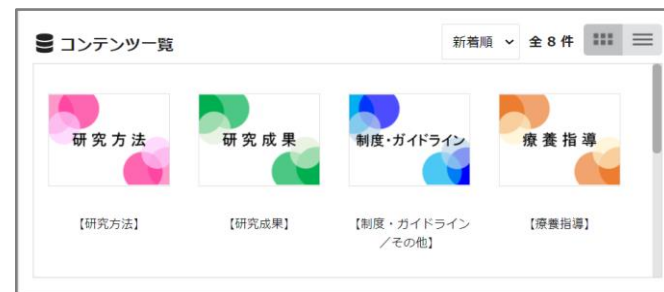 コンテンツ一覧
新着順 全8件
研究方法 研究成果 制度・ガイドライン 療養指導
【研究方法】 【研究成果】 【制度・ガイドライン 【療養指導】
／その他】